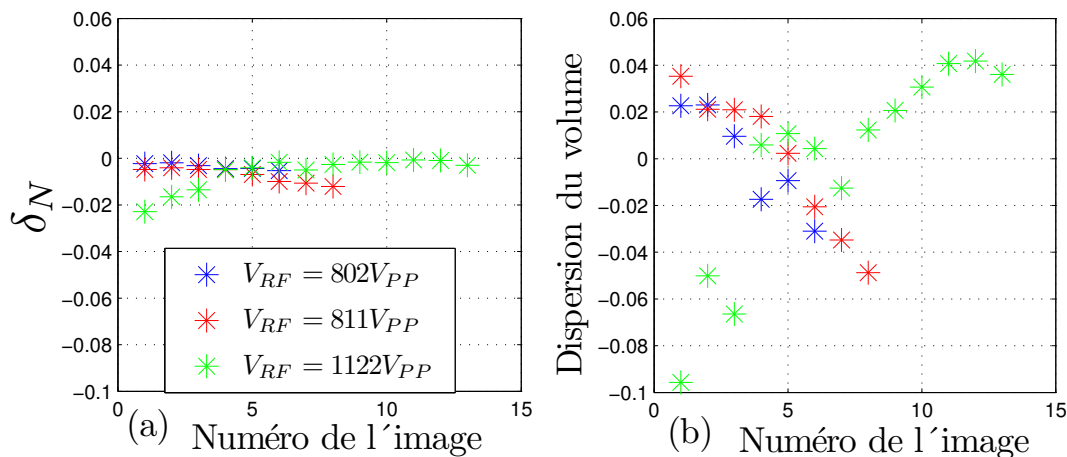 0.06
0.04
0.02
0
−0.02
−0.04
−0.06
−0.08
−0.1
0 5 10 15
δ_N
V_RF = 802V_PP
V_RF = 811V_PP
V_RF = 1122V_PP
(a) Numéro de l´image
0.06
0.04
0.02
0
−0.02
−0.04
−0.06
−0.08
−0.1
0 5 10 15
Dispersion du volume
(b) Numéro de l´image